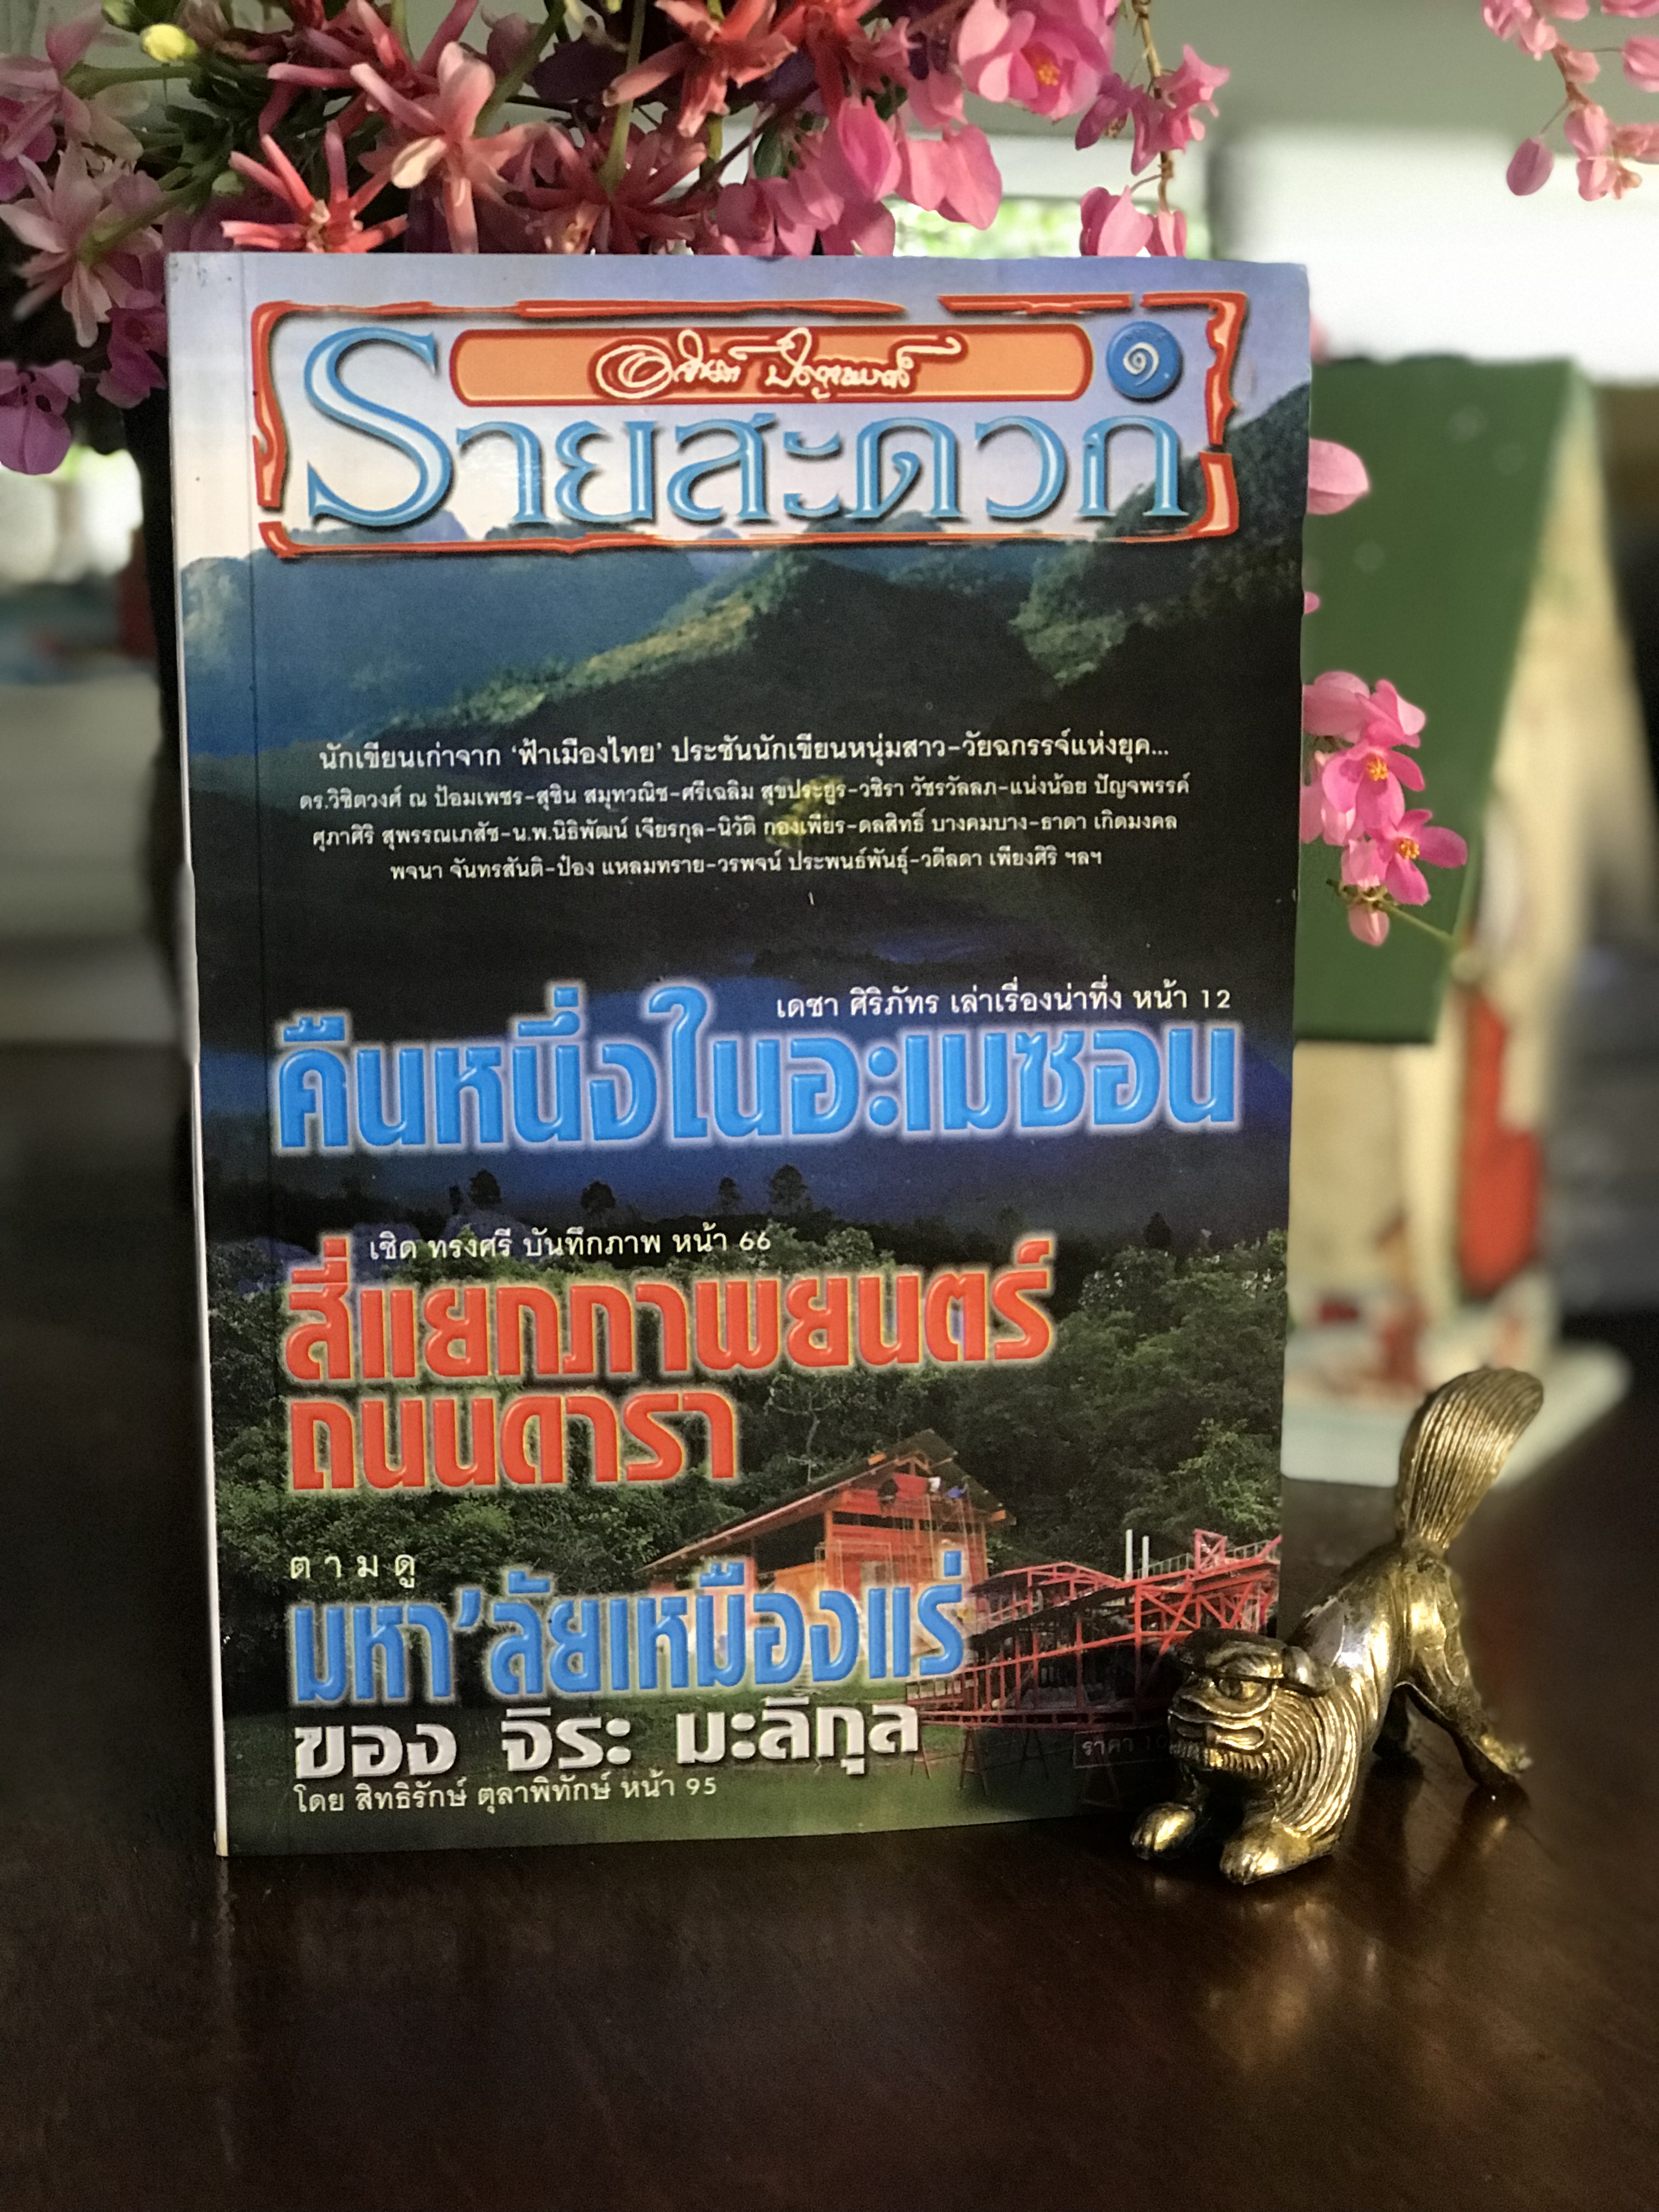 อาจินต์ ปัญจพรรค์ ๑
รายสะดวก
นักเขียนเก่าจาก ‘ฟ้าเมืองไทย’ ประชันนักเขียนหนุ่มสาว-วัยฉกรรจ์แห่งยุค...
ดร.วิชิตวงศ์ ณ ป้อมเพชร-สุชิน สมุทวณิช-ศรีเฉลิม สุขประยูร-วชิรา วัชรวัลลภ-แน่งน้อย ปัญจพรรค์
ศุภาศิริ สุพรรณเภสัช-น.พ.นิธิพัฒน์ เจียรกุล-นิวัติ กองเพียร-ดลสิทธิ์ บางคมบาง-ธาดา เกิดมงคล
พจนา จันทรสันติ-ป๋อง แหลมทราย-วรพจน์ ประพนธ์พันธุ์-วดีลดา เพียงศิริ ฯลฯ
เดชา ศิริภัทร เล่าเรื่องน่าทึ่ง หน้า 12
คืนหนึ่งในอะเมซอน
เชิด ทรงศรี บันทึกภาพ หน้า 66
สี่แยกภาพยนตร์
ถนนดารา
ตามดู
มหา’ลัยเหมืองแร่
ของ จิระ มะลิกุล
ราคา
โดย สิทธิรักษ์ ตุลาพิทักษ์ หน้า 95